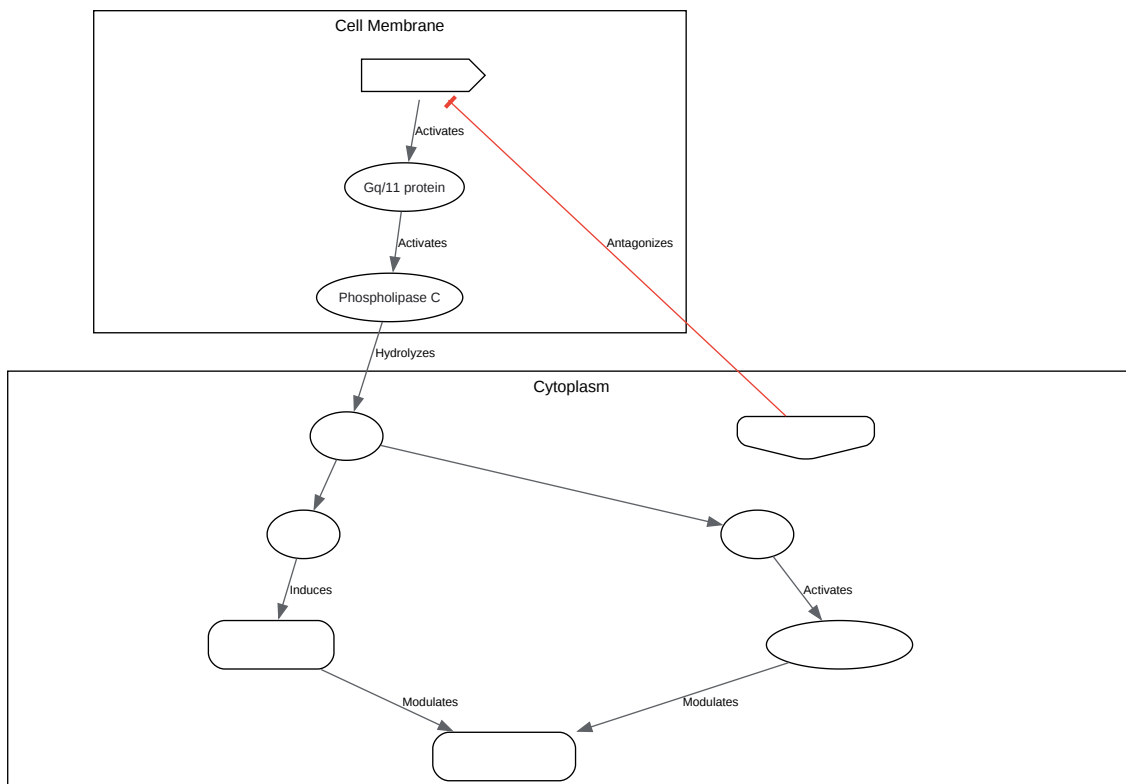 Cell Membrane
Activates
Gq/11 protein
Activates
Antagonizes
Phospholipase C
Hydrolyzes
Cytoplasm
Induces
Activates
Modulates
Modulates